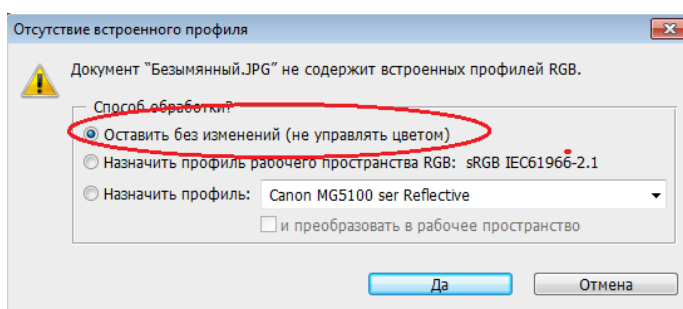 Отсутствие встроенного профиля
Документ "Безымянный.JPG" не содержит встроенных профилей RGB.
Способ обработки?
Оставить без изменений (не управлять цветом)
Назначить профиль рабочего пространства RGB: sRGB IEC61966-2.1
Назначить профиль: Canon MG5100 ser Reflective
и преобразовать в рабочее пространство
Да Отмена